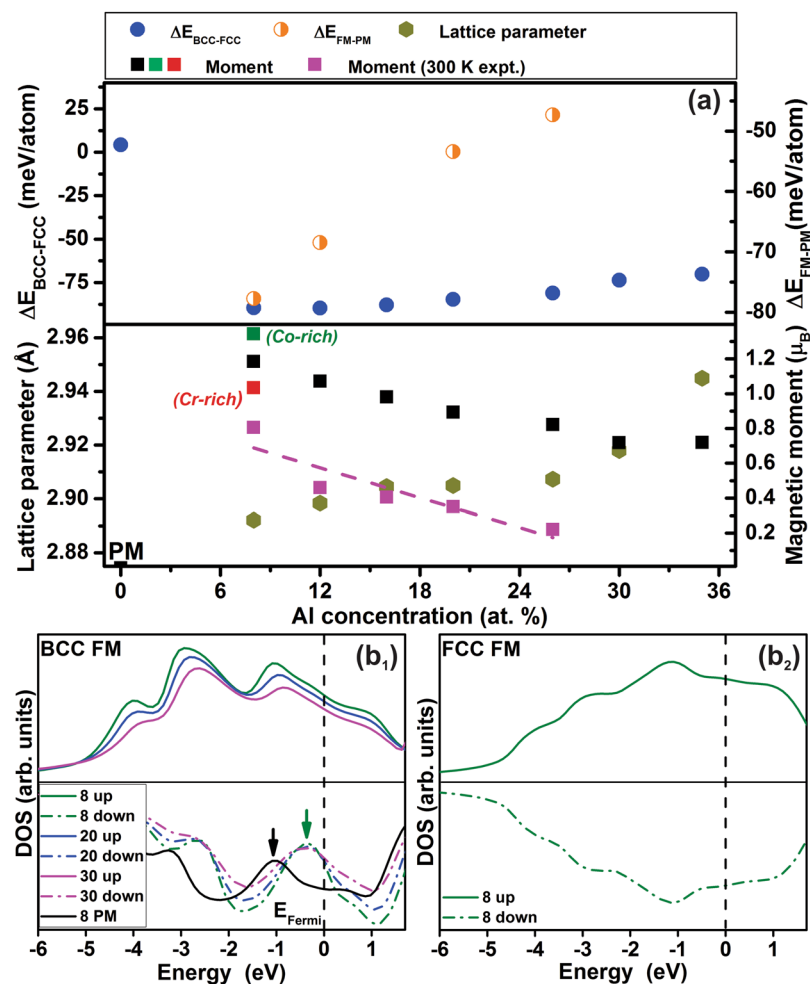 ΔE_BCC-FCC ΔE_FM-PM Lattice parameter
Moment Moment (300 K expt.)
(a)
ΔE_BCC-FCC (meV/atom)
25
0
-25
-50
-75
ΔE_FM-PM (meV/atom)
-50
-60
-70
-80
Lattice parameter (Å)
2.96
2.94
2.92
2.90
2.88
(Co-rich)
(Cr-rich)
PM
Magnetic moment (μ_B)
1.2
1.0
0.8
0.6
0.4
0.2
0 6 12 18 24 30 36
Al concentration (at. %)
BCC FM (b₁)
DOS (arb. units)
8 up
8 down
20 up
20 down
30 up
30 down
8 PM
E_Fermi
-6 -5 -4 -3 -2 -1 0 1
Energy (eV)
FCC FM (b₂)
DOS (arb. units)
8 up
8 down
-6 -5 -4 -3 -2 -1 0 1
Energy (eV)